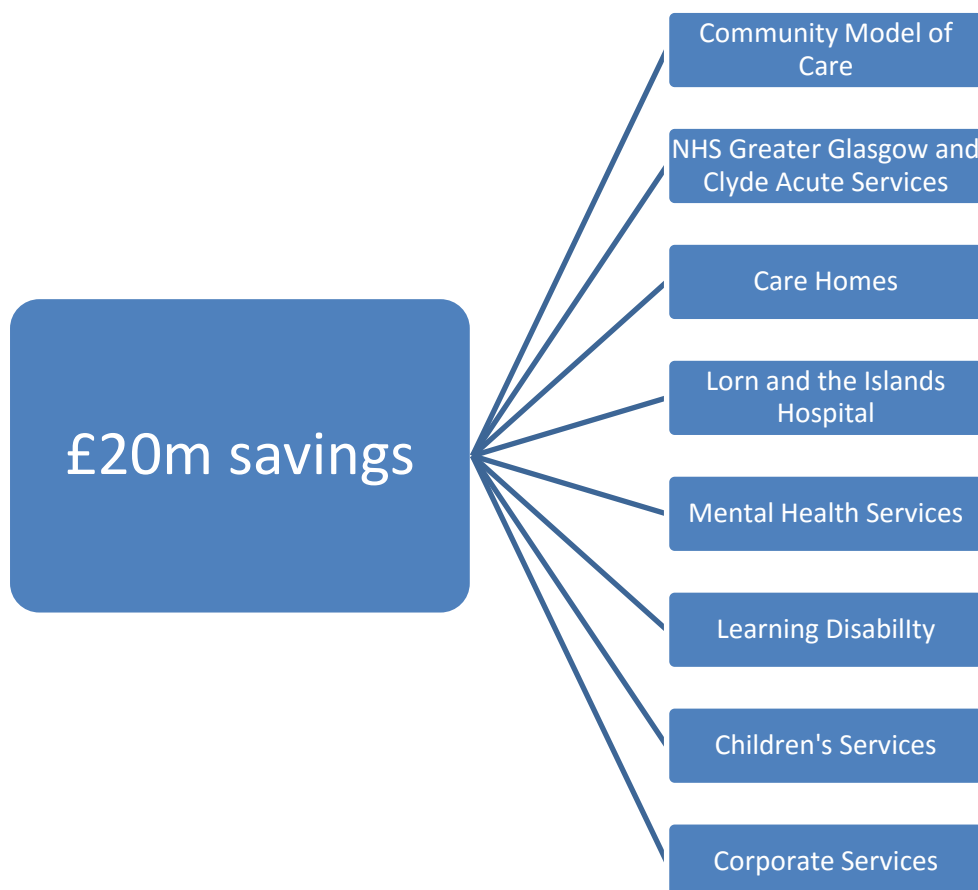 Community Model of
Care
NHS Greater Glasgow and
Clyde Acute Services
Care Homes
Lorn and the Islands
Hospital
£20m savings
Mental Health Services
Learning DisabilIty
Children's Services
Corporate Services